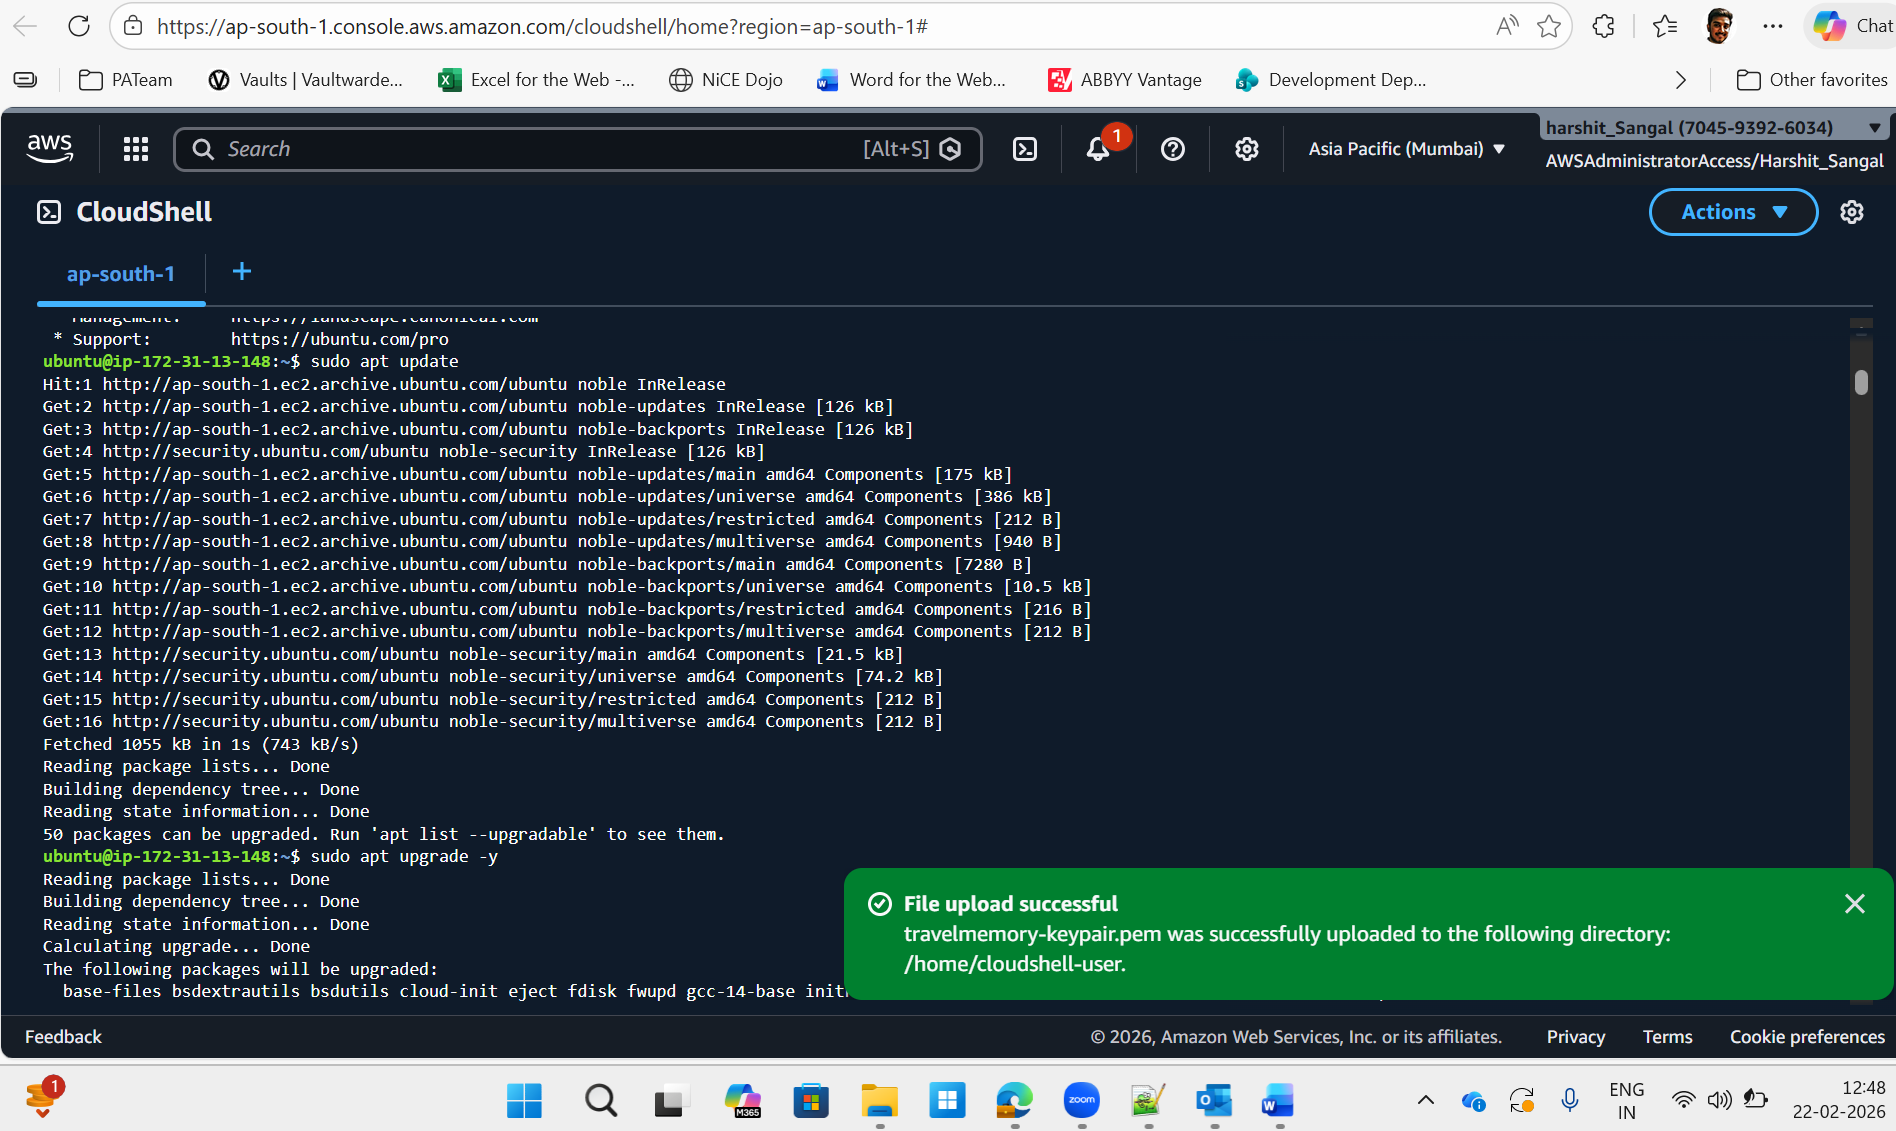 https://ap-south-1.console.aws.amazon.com/cloudshell/home?region=ap-south-1#
Chat
PATeam
Vaults | Vaultwarde...
Excel for the Web -...
NiCE Dojo
Word for the Web...
ABBYY Vantage
Development Dep...
Other favorites
aws
Search
[Alt+S]
1
Asia Pacific (Mumbai)
harshit_Sangal (7045-9392-6034)
AWSAdministratorAccess/Harshit_Sangal
CloudShell
Actions
ap-south-1
+
Management: https://landscape.canonical.com
* Support: https://ubuntu.com/pro
ubuntu@ip-172-31-13-148:~$ sudo apt update
Hit:1 http://ap-south-1.ec2.archive.ubuntu.com/ubuntu noble InRelease
Get:2 http://ap-south-1.ec2.archive.ubuntu.com/ubuntu noble-updates InRelease [126 kB]
Get:3 http://ap-south-1.ec2.archive.ubuntu.com/ubuntu noble-backports InRelease [126 kB]
Get:4 http://security.ubuntu.com/ubuntu noble-security InRelease [126 kB]
Get:5 http://ap-south-1.ec2.archive.ubuntu.com/ubuntu noble-updates/main amd64 Components [175 kB]
Get:6 http://ap-south-1.ec2.archive.ubuntu.com/ubuntu noble-updates/universe amd64 Components [386 kB]
Get:7 http://ap-south-1.ec2.archive.ubuntu.com/ubuntu noble-updates/restricted amd64 Components [212 B]
Get:8 http://ap-south-1.ec2.archive.ubuntu.com/ubuntu noble-updates/multiverse amd64 Components [940 B]
Get:9 http://ap-south-1.ec2.archive.ubuntu.com/ubuntu noble-backports/main amd64 Components [7280 B]
Get:10 http://ap-south-1.ec2.archive.ubuntu.com/ubuntu noble-backports/universe amd64 Components [10.5 kB]
Get:11 http://ap-south-1.ec2.archive.ubuntu.com/ubuntu noble-backports/restricted amd64 Components [216 B]
Get:12 http://ap-south-1.ec2.archive.ubuntu.com/ubuntu noble-backports/multiverse amd64 Components [212 B]
Get:13 http://security.ubuntu.com/ubuntu noble-security/main amd64 Components [21.5 kB]
Get:14 http://security.ubuntu.com/ubuntu noble-security/universe amd64 Components [74.2 kB]
Get:15 http://security.ubuntu.com/ubuntu noble-security/restricted amd64 Components [212 B]
Get:16 http://security.ubuntu.com/ubuntu noble-security/multiverse amd64 Components [212 B]
Fetched 1055 kB in 1s (743 kB/s)
Reading package lists... Done
Building dependency tree... Done
Reading state information... Done
50 packages can be upgraded. Run 'apt list --upgradable' to see them.
ubuntu@ip-172-31-13-148:~$ sudo apt upgrade -y
Reading package lists... Done
Building dependency tree... Done
Reading state information... Done
Calculating upgrade... Done
The following packages will be upgraded:
base-files bsdextrautils bsdutils cloud-init eject fdisk fwupd gcc-14-base
File upload successful
travelmemory-keypair.pem was successfully uploaded to the following directory:
/home/cloudshell-user.
Feedback
© 2026, Amazon Web Services, Inc. or its affiliates.
Privacy
Terms
Cookie preferences
1
M365
zoom
ENG
IN
12:48
22-02-2026